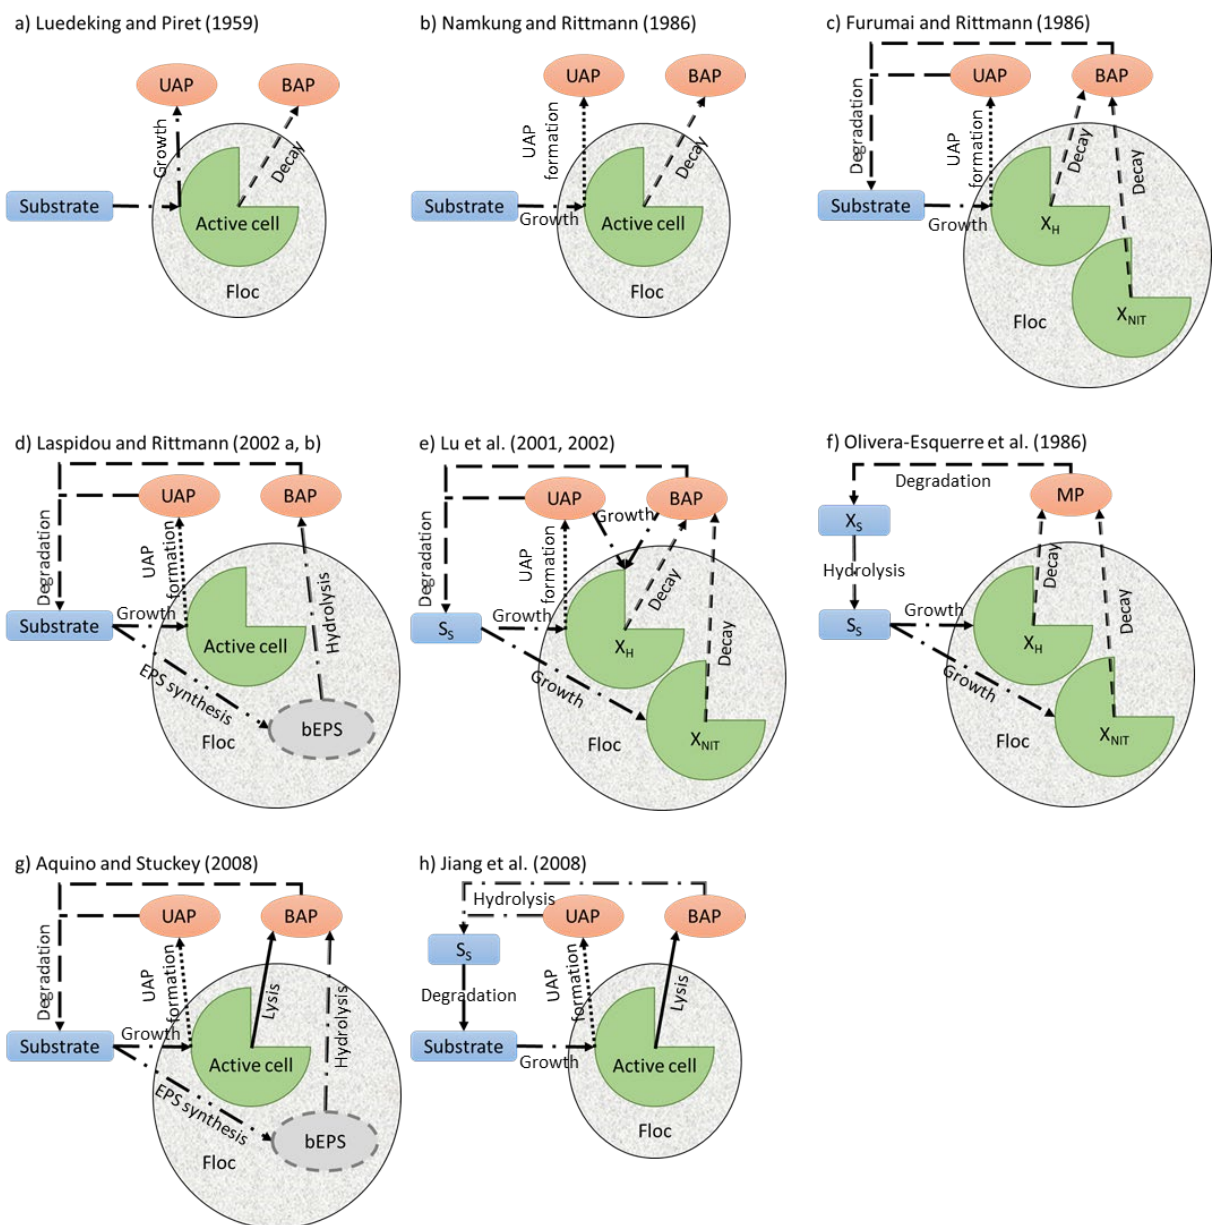 a) Luedeking and Piret (1959)
UAP
BAP
Growth
Decay
Substrate
Active cell
Floc
b) Namkung and Rittmann (1986)
UAP
BAP
UAP
formation
Decay
Substrate
Growth
Active cell
Floc
c) Furumai and Rittmann (1986)
UAP
BAP
Degradation
UAP
formation
Decay
Decay
Substrate
Growth
XH
XNIT
Floc
d) Laspidou and Rittmann (2002 a, b)
UAP
BAP
Degradation
UAP
formation
Hydrolysis
Substrate
Growth
Active cell
EPS synthesis
bEPS
Floc
e) Lu et al. (2001, 2002)
UAP
BAP
Growth
Degradation
UAP
formation
Decay
Decay
SS
Growth
XH
Growth
XNIT
Floc
f) Olivera-Esquerre et al. (1986)
Degradation
MP
XS
Hydrolysis
Decay
Decay
SS
Growth
XH
Growth
XNIT
Floc
g) Aquino and Stuckey (2008)
UAP
BAP
Degradation
UAP
formation
Lysis
Hydrolysis
Substrate
Growth
Active cell
EPS synthesis
bEPS
Floc
h) Jiang et al. (2008)
Hydrolysis
UAP
BAP
SS
UAP
formation
Lysis
Degradation
Substrate
Growth
Active cell
Floc